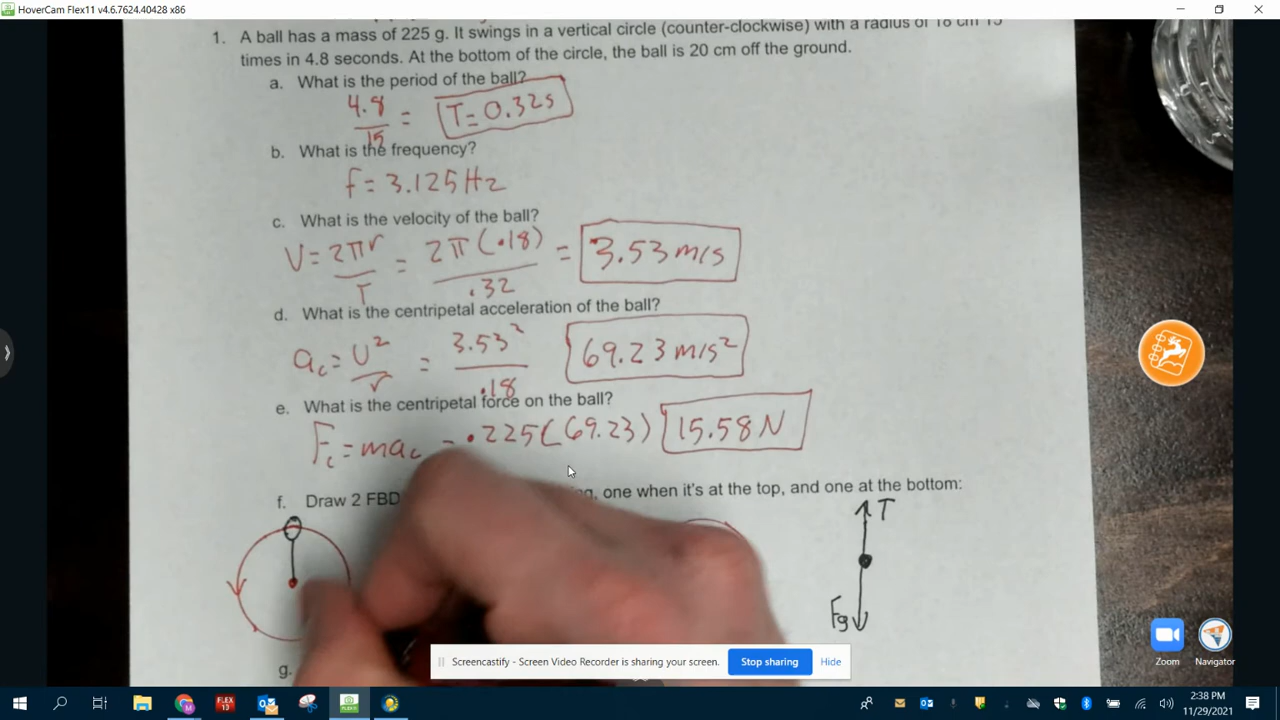 HoverCam Flex11 v4.6.7624.40428 x86
1. A ball has a mass of 225 g. It swings in a vertical circle (counter-clockwise) with a radius of 18 cm 15
times in 4.8 seconds. At the bottom of the circle, the ball is 20 cm off the ground.
a. What is the period of the ball?
4.8
15
= T = 0.32s
b. What is the frequency?
f = 3.125 Hz
c. What is the velocity of the ball?
V = 2πr
T
= 2π(.18)
.32
= 3.53 m/s
d. What is the centripetal acceleration of the ball?
ac = v²
r
= 3.53²
.18
69.23 m/s²
e. What is the centripetal force on the ball?
Fc = mac = .225(69.23) 15.58 N
f. Draw 2 FBD one when it's at the top, and one at the bottom:
T
Fg
g.
Screencastify - Screen Video Recorder is sharing your screen. Stop sharing Hide
Zoom Navigator
FLEX
2:38 PM
11/29/2021